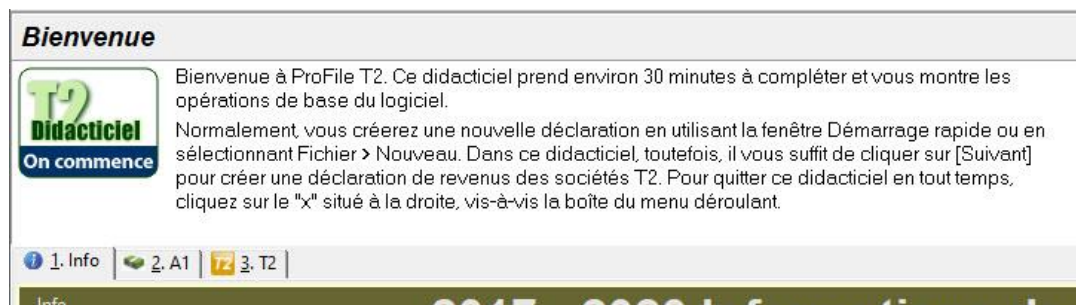 Bienvenue
T2
Didacticiel
On commence
Bienvenue à ProFile T2. Ce didacticiel prend environ 30 minutes à compléter et vous montre les
opérations de base du logiciel.
Normalement, vous créerez une nouvelle déclaration en utilisant la fenêtre Démarrage rapide ou en
sélectionnant Fichier > Nouveau. Dans ce didacticiel, toutefois, il vous suffit de cliquer sur [Suivant]
pour créer une déclaration de revenus des sociétés T2. Pour quitter ce didacticiel en tout temps,
cliquez sur le "x" situé à la droite, vis-à-vis la boîte du menu déroulant.
1. Info 2. A1 T2 3. T2
Info